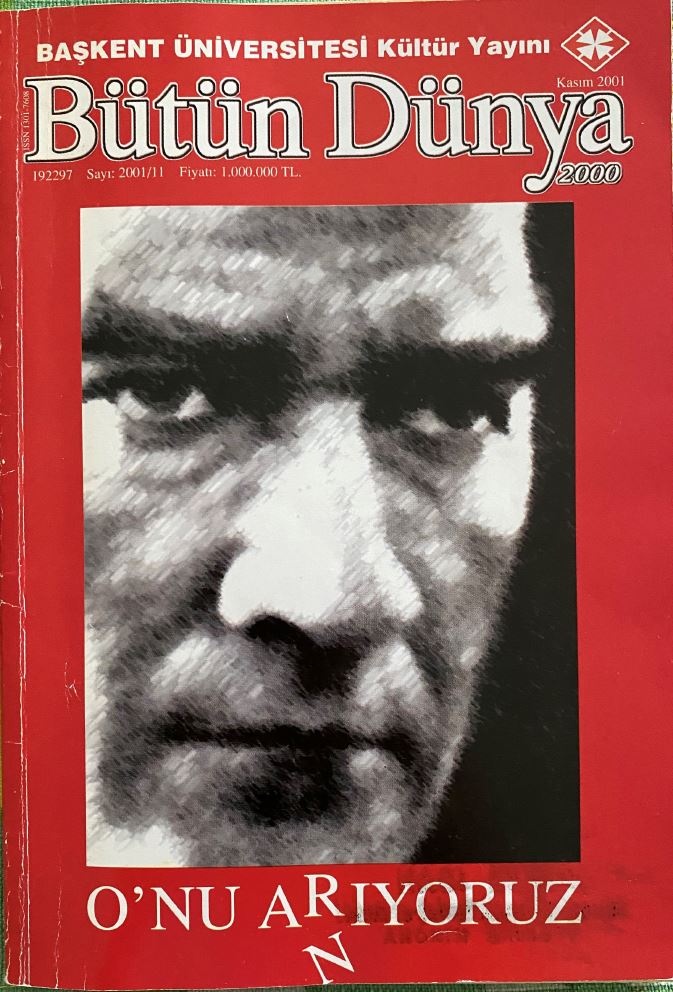 BAŞKENT ÜNİVERSİTESİ Kültür Yayını
Kasım 2001
ISSN 1301-7608
Bütün Dünya
2000
192297 Sayı: 2001/11 Fiyatı: 1.000.000 TL.
O'NU ARIYORUZ
N